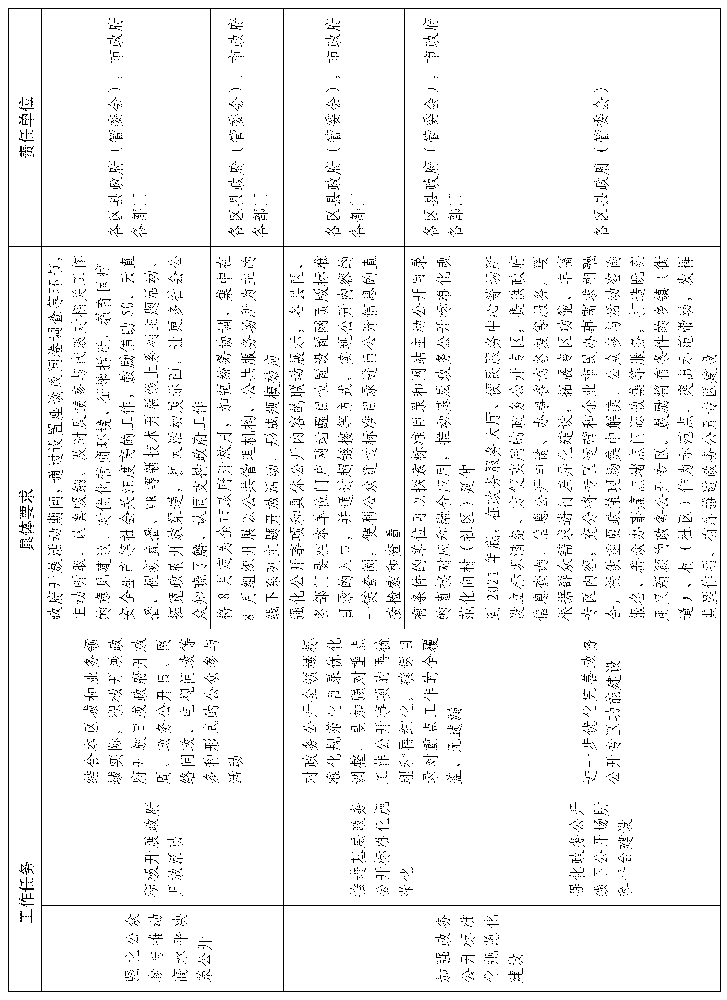 工作任务
具体要求
责任单位
强化公众
参与推动
高水平决
策公开
积极开展政府
开放活动
结合本区域和业务领
域实际，积极开展政
府开放日或政府开放
周、政务公开日、网
络问政、电视问政等
多种形式的公众参与
活动
政府开放活动期间，通过设置座谈或问卷调查等环节，
主动听取、认真吸纳、及时反馈参与代表对相关工作
的意见建议。对优化营商环境、征地拆迁、教育医疗、
安全生产等社会关注度高的工作，鼓励借助 5G、云直
播、视频直播、VR 等新技术开展线上系列主题活动，
拓宽政府开放渠道，扩大活动展示面，让更多社会公
众知晓了解、认同支持政府工作
各区县政府（管委会），市政府
各部门
将 8 月定为全市政府开放月，加强统筹协调，集中在
8 月组织开展以公共管理机构、公共服务场所为主的
线下系列主题开放活动，形成规模效应
各区县政府（管委会），市政府
各部门
加强政务
公开标准
化规范化
建设
推进基层政务
公开标准化规
范化
对政务公开全领域标
准化规范化目录优化
调整，要加强对重点
工作公开事项的再梳
理和再细化，确保目
录对重点工作的全覆
盖、无遗漏
强化公开事项和具体公开内容的联动展示，各县区、
各部门要在本单位门户网站醒目位置设置网页版标准
目录的入口，并通过超链接等方式，实现公开内容的
一键查阅，便利公众通过标准目录进行公开信息的直
接检索和查看
各区县政府（管委会），市政府
各部门
有条件的单位可以探索标准目录和网站主动公开目录
的直接对应和融合应用，推动基层政务公开标准化规
范化向村（社区）延伸
各区县政府（管委会），市政府
各部门
强化政务公开
线下公开场所
和平台建设
进一步优化完善政务
公开专区功能建设
到 2021 年底，在政务服务大厅、便民服务中心等场所
设立标识清楚、方便实用的政务公开专区，提供政府
信息查询、信息公开申请、办事咨询答复等服务。要
根据群众需求进行差异化建设，拓展专区功能、丰富
专区内容，充分将专区运营和企业市民办事需求相融
合，提供重要政策现场集中解读、公众参与活动咨询
报名、群众办事痛点堵点问题收集等服务，打造既实
用又新颖的政务公开专区。鼓励将有条件的乡镇（街
道）、村（社区）作为示范点，突出示范带动，发挥
典型作用，有序推进政务公开专区建设
各区县政府（管委会）